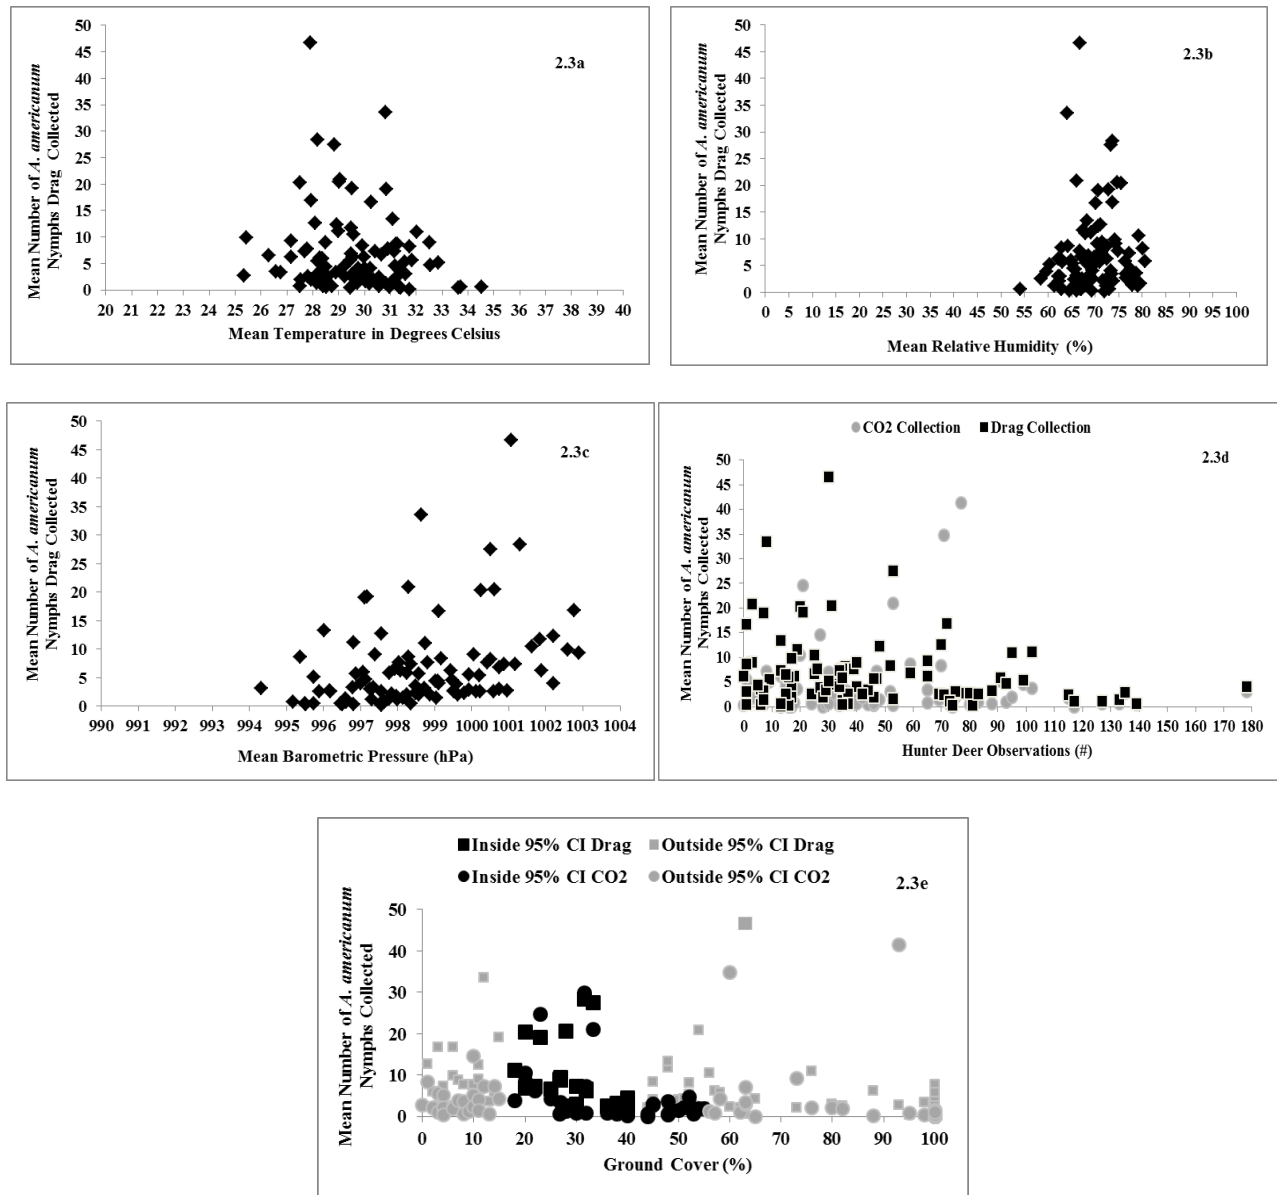 2.3a
Mean Number of A. americanum
Nymphs Drag Collected
50
45
40
35
30
25
20
15
10
5
0
20 21 22 23 24 25 26 27 28 29 30 31 32 33 34 35 36 37 38 39 40
Mean Temperature in Degrees Celsius
2.3b
Mean Number of A. americanum
Nymphs Drag Collected
50
45
40
35
30
25
20
15
10
5
0
0 5 10 15 20 25 30 35 40 45 50 55 60 65 70 75 80 85 90 95 100
Mean Relative Humidity (%)
2.3c
Mean Number of A. americanum
Nymphs Drag Collected
50
45
40
35
30
25
20
15
10
5
0
990 991 992 993 994 995 996 997 998 999 1000 1001 1002 1003 1004
Mean Barometric Pressure (hPa)
CO2 Collection Drag Collection
2.3d
Mean Number of A. americanum
Nymphs Collected
50
45
40
35
30
25
20
15
10
5
0
0 10 20 30 40 50 60 70 80 90 100 110 120 130 140 150 160 170 180
Hunter Deer Observations (#)
Inside 95% CI Drag Outside 95% CI Drag
Inside 95% CI CO2 Outside 95% CI CO2
2.3e
Mean Number of A. americanum
Nymphs Collected
50
40
30
20
10
0
0 10 20 30 40 50 60 70 80 90 100
Ground Cover (%)